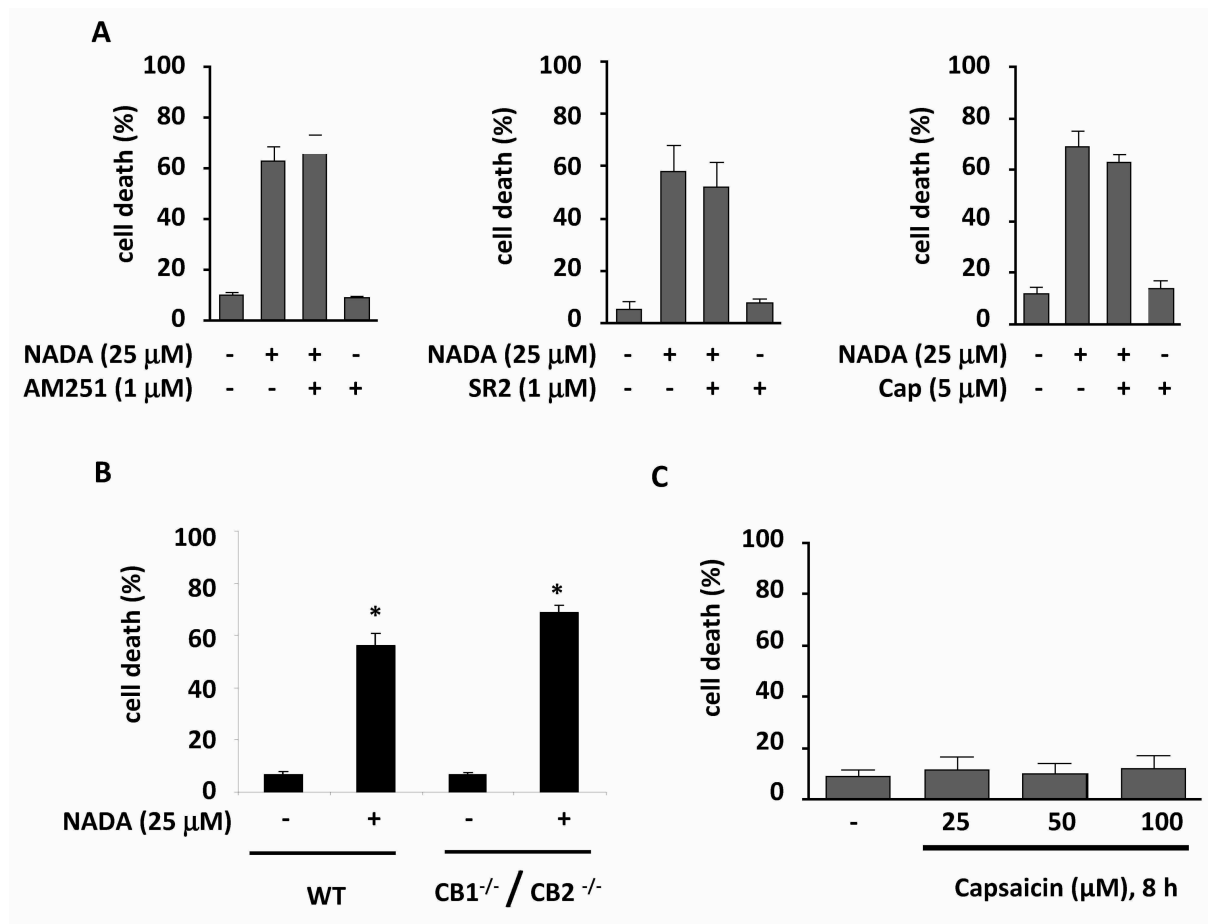 A
cell death (%)
100
80
60
40
20
0
NADA (25 μM) - + + -
AM251 (1 μM) - - + +
cell death (%)
100
80
60
40
20
0
NADA (25 μM) - + + -
SR2 (1 μM) - - + +
cell death (%)
100
80
60
40
20
0
NADA (25 μM) - + + -
Cap (5 μM) - - + +
B
cell death (%)
100
80
60
40
20
0
* *
NADA (25 μM) - + - +
WT CB1-/- / CB2 -/-
C
cell death (%)
100
80
60
40
20
0
- 25 50 100
Capsaicin (μM), 8 h